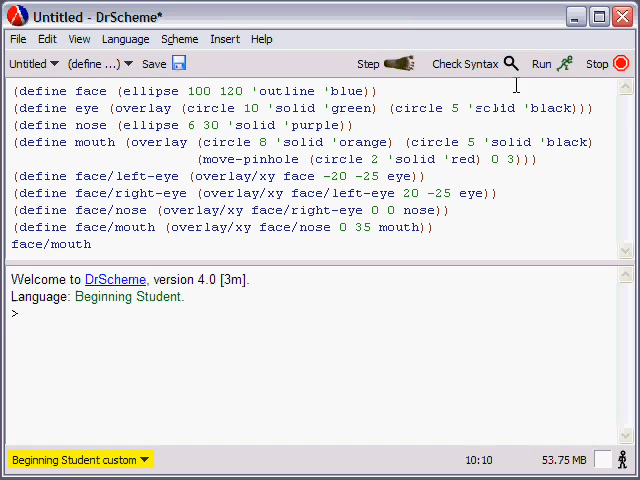 Untitled - DrScheme*
File Edit View Language Scheme Insert Help
Untitled (define ...) Save Step Check Syntax Run Stop
(define face (ellipse 100 120 'outline 'blue))
(define eye (overlay (circle 10 'solid 'green) (circle 5 'solid 'black)))
(define nose (ellipse 6 30 'solid 'purple))
(define mouth (overlay (circle 8 'solid 'orange) (circle 5 'solid 'black)
(move-pinhole (circle 2 'solid 'red) 0 3)))
(define face/left-eye (overlay/xy face -20 -25 eye))
(define face/right-eye (overlay/xy face/left-eye 20 -25 eye))
(define face/nose (overlay/xy face/right-eye 0 0 nose))
(define face/mouth (overlay/xy face/nose 0 35 mouth))
face/mouth
Welcome to DrScheme, version 4.0 [3m].
Language: Beginning Student.
>
Beginning Student custom 10:10 53.75 MB